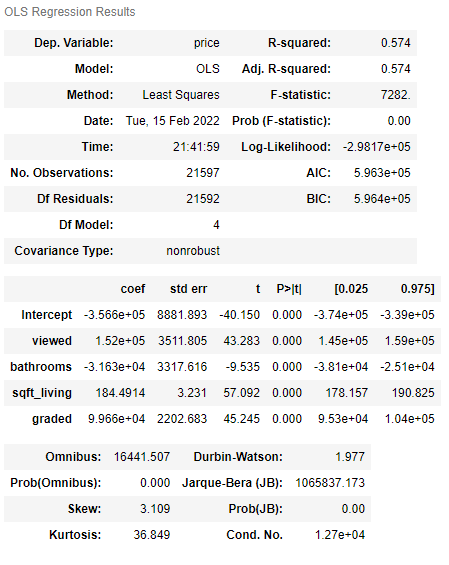 OLS Regression Results
Dep. Variable: price R-squared: 0.574
Model: OLS Adj. R-squared: 0.574
Method: Least Squares F-statistic: 7282.
Date: Tue, 15 Feb 2022 Prob (F-statistic): 0.00
Time: 21:41:59 Log-Likelihood: -2.9817e+05
No. Observations: 21597 AIC: 5.963e+05
Df Residuals: 21592 BIC: 5.964e+05
Df Model: 4
Covariance Type: nonrobust
coef std err t P>|t| [0.025 0.975]
Intercept -3.566e+05 8881.893 -40.150 0.000 -3.74e+05 -3.39e+05
viewed 1.52e+05 3511.805 43.283 0.000 1.45e+05 1.59e+05
bathrooms -3.163e+04 3317.616 -9.535 0.000 -3.81e+04 -2.51e+04
sqft_living 184.4914 3.231 57.092 0.000 178.157 190.825
graded 9.966e+04 2202.683 45.245 0.000 9.53e+04 1.04e+05
Omnibus: 16441.507 Durbin-Watson: 1.977
Prob(Omnibus): 0.000 Jarque-Bera (JB): 1065837.173
Skew: 3.109 Prob(JB): 0.00
Kurtosis: 36.849 Cond. No. 1.27e+04